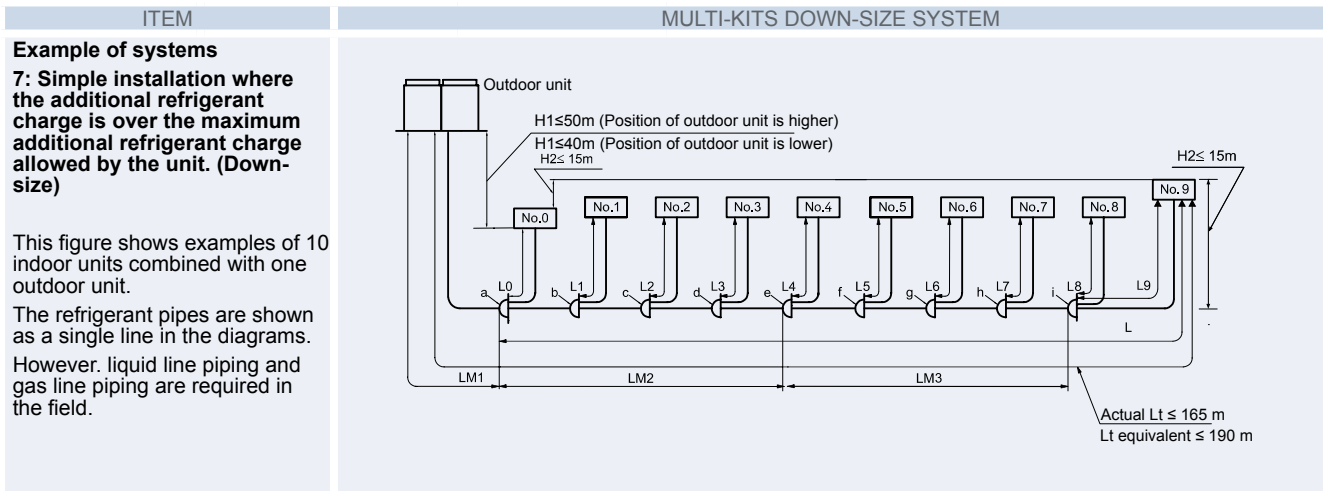 ITEM
MULTI-KITS DOWN-SIZE SYSTEM
Example of systems
7: Simple installation where
the additional refrigerant
charge is over the maximum
additional refrigerant charge
allowed by the unit. (Down-
size)
This figure shows examples of 10
indoor units combined with one
outdoor unit.
The refrigerant pipes are shown
as a single line in the diagrams.
However. liquid line piping and
gas line piping are required in
the field.
Outdoor unit
H1≤50m (Position of outdoor unit is higher)
H1≤40m (Position of outdoor unit is lower)
H2≤ 15m
H2≤ 15m
No.0
No.1
No.2
No.3
No.4
No.5
No.6
No.7
No.8
No.9
a
L0
b
L1
c
L2
d
L3
e
L4
f
L5
g
L6
h
L7
i
L8
L9
L
LM1
LM2
LM3
Actual Lt ≤ 165 m
Lt equivalent ≤ 190 m